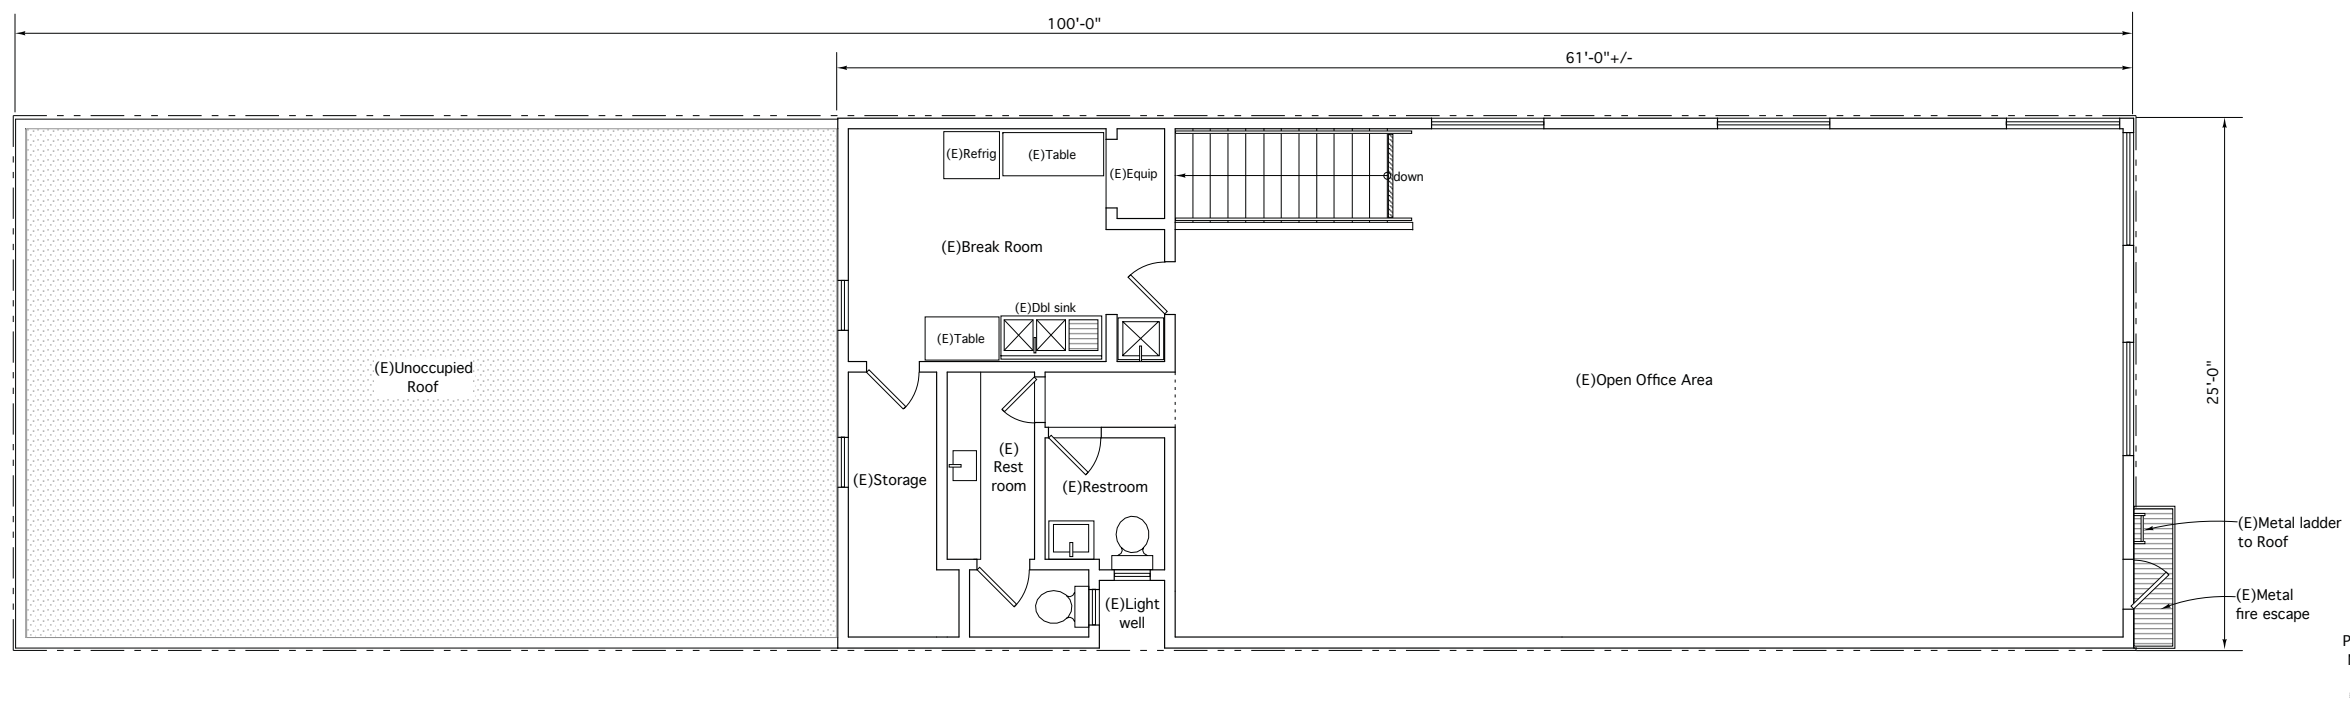 100'-0"
61'-0"+/-
(E)Refrig
(E)Table
(E)Equip
down
(E)Break Room
(E)Dbl sink
(E)Table
(E)Unoccupied
Roof
(E)Open Office Area
25'-0"
(E)
Rest
room
(E)Storage
(E)Restroom
(E)Metal ladder
to Roof
(E)Metal
fire escape
(E)Light
well